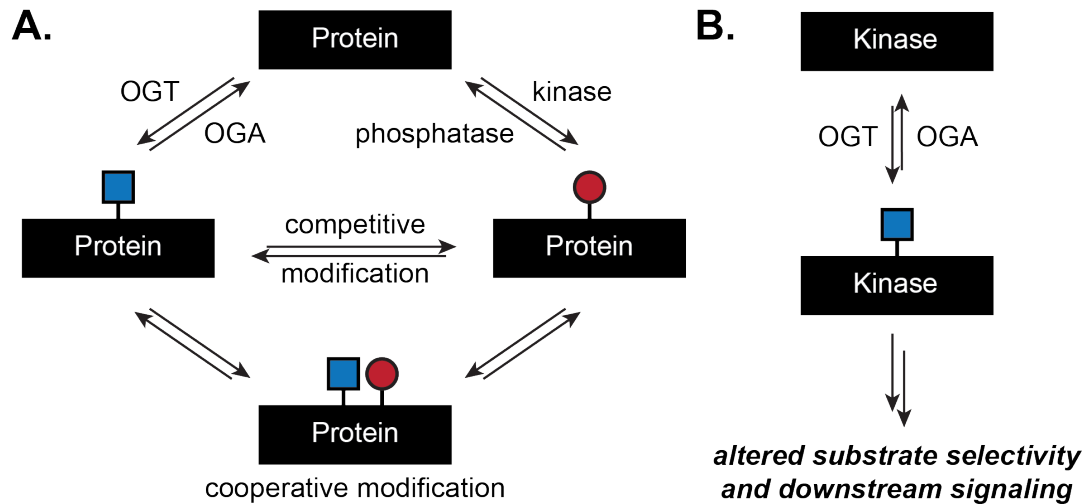 A.
Protein
OGT
OGA
kinase
phosphatase
Protein
competitive
modification
Protein
Protein
cooperative modification
B.
Kinase
OGT
OGA
Kinase
altered substrate selectivity
and downstream signaling